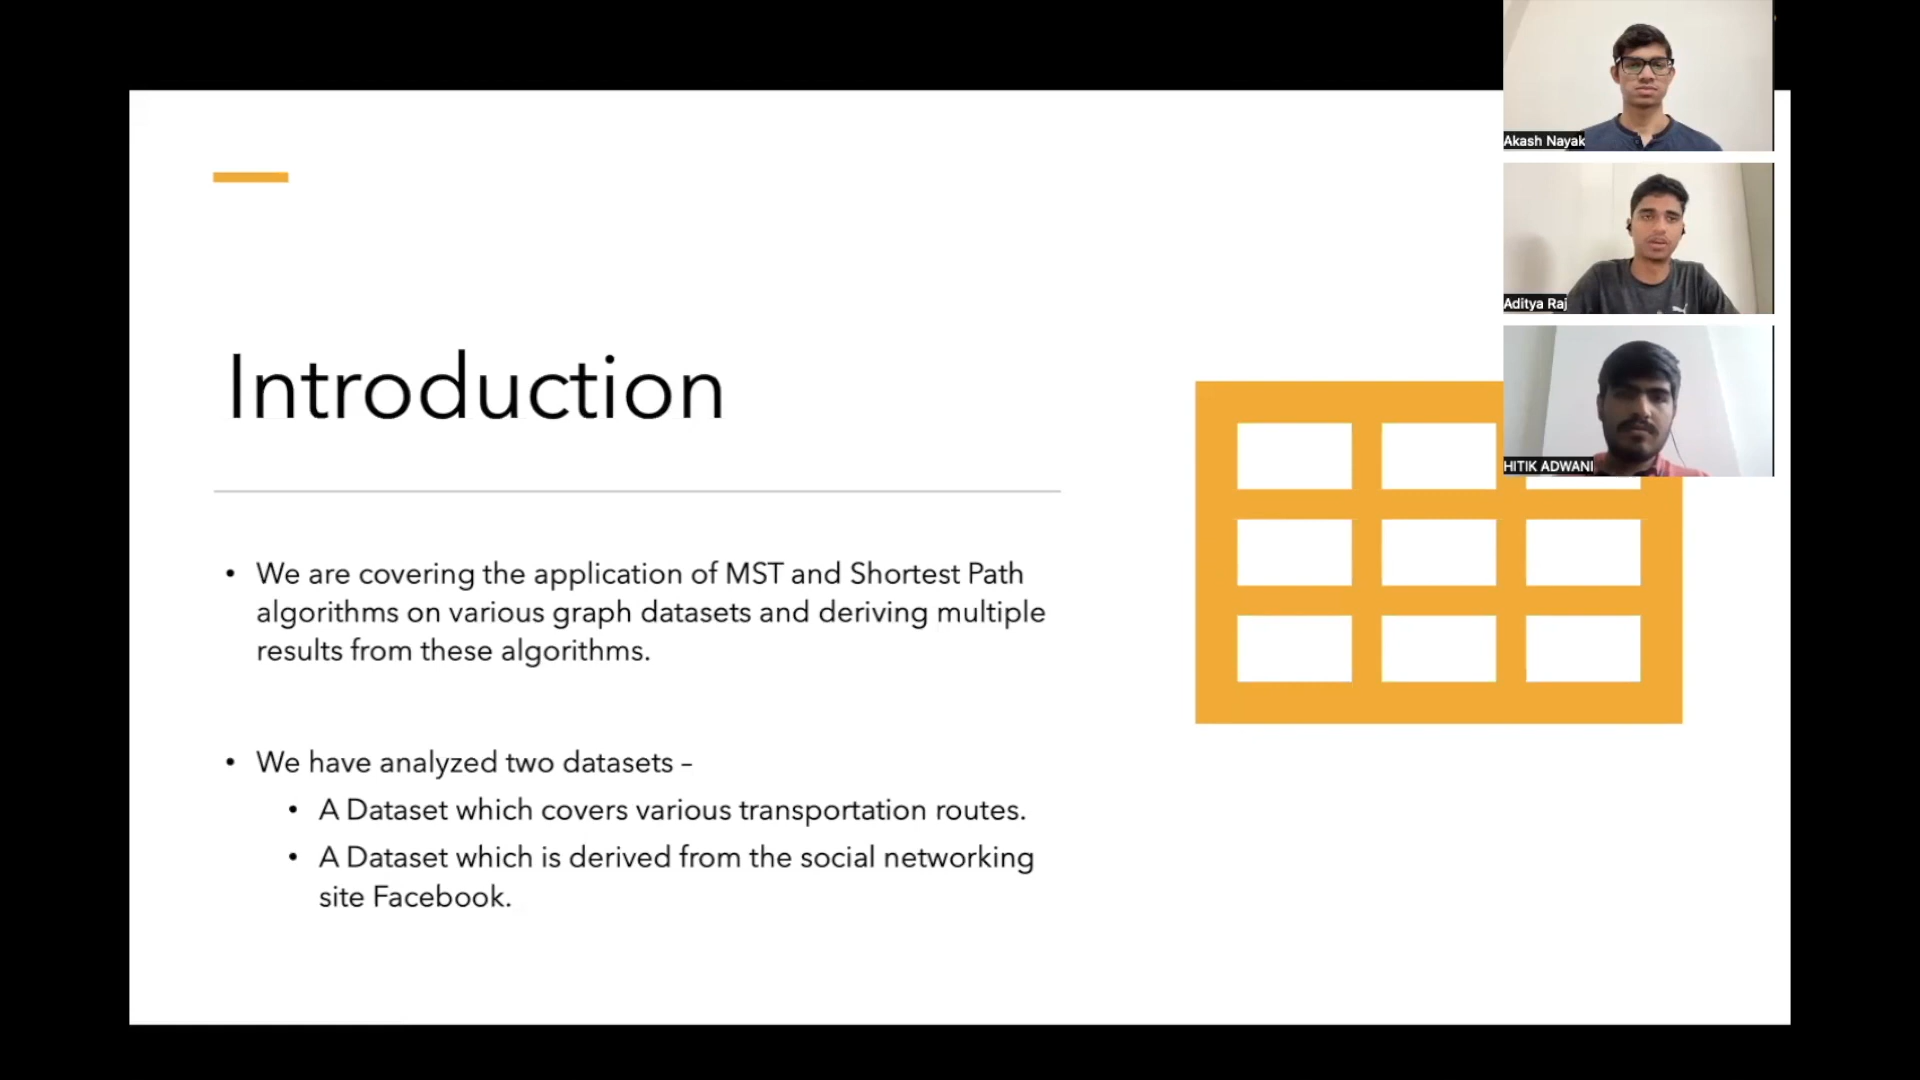 Akash Nayak
Aditya Raj
HITIK ADWANI
Introduction
• We are covering the application of MST and Shortest Path
algorithms on various graph datasets and deriving multiple
results from these algorithms.
• We have analyzed two datasets –
• A Dataset which covers various transportation routes.
• A Dataset which is derived from the social networking
site Facebook.